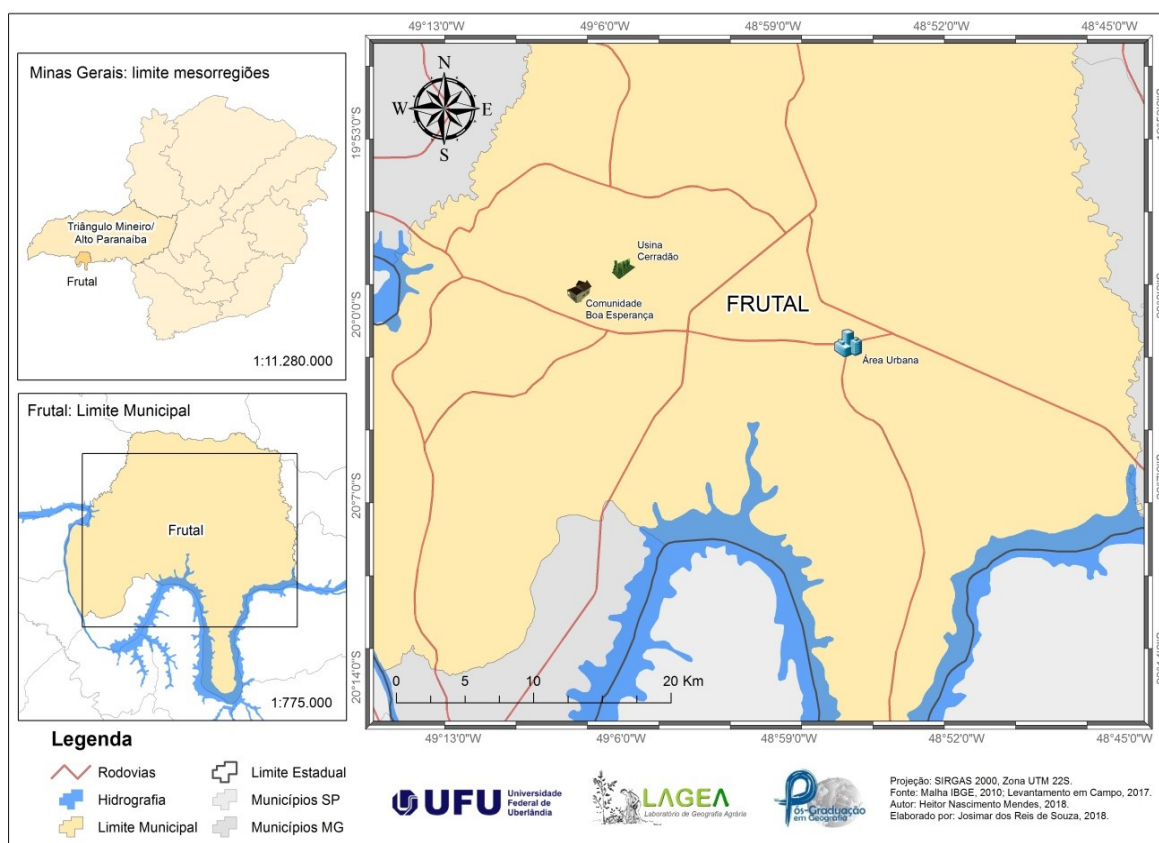 Minas Gerais: limite mesorregiões
Triângulo Mineiro/
Alto Paranaíba
Frutal
1:11.280.000
Frutal: Limite Municipal
Frutal
1:775.000
49°13'0"W
49°6'0"W
48°59'0"W
48°52'0"W
48°45'0"W
19°53'0"S
20°0'0"S
20°7'0"S
20°14'0"S
N
W
E
S
Usina
Cerradão
Comunidade
Boa Esperança
FRUTAL
Área Urbana
0
5
10
20 Km
49°13'0"W
49°6'0"W
48°59'0"W
48°52'0"W
48°45'0"W
Legenda
Rodovias
Hidrografia
Limite Municipal
Limite Estadual
Municípios SP
Municípios MG
UFU
Universidade
Federal de
Uberlândia
LAGEA
Laboratório de Geografia Agrária
Pós-Graduação
em Geografia
Projeção: SIRGAS 2000, Zona UTM 22S.
Fonte: Malha IBGE, 2010; Levantamento em Campo, 2017.
Autor: Heitor Nascimento Mendes, 2018.
Elaborado por: Josimar dos Reis de Souza, 2018.